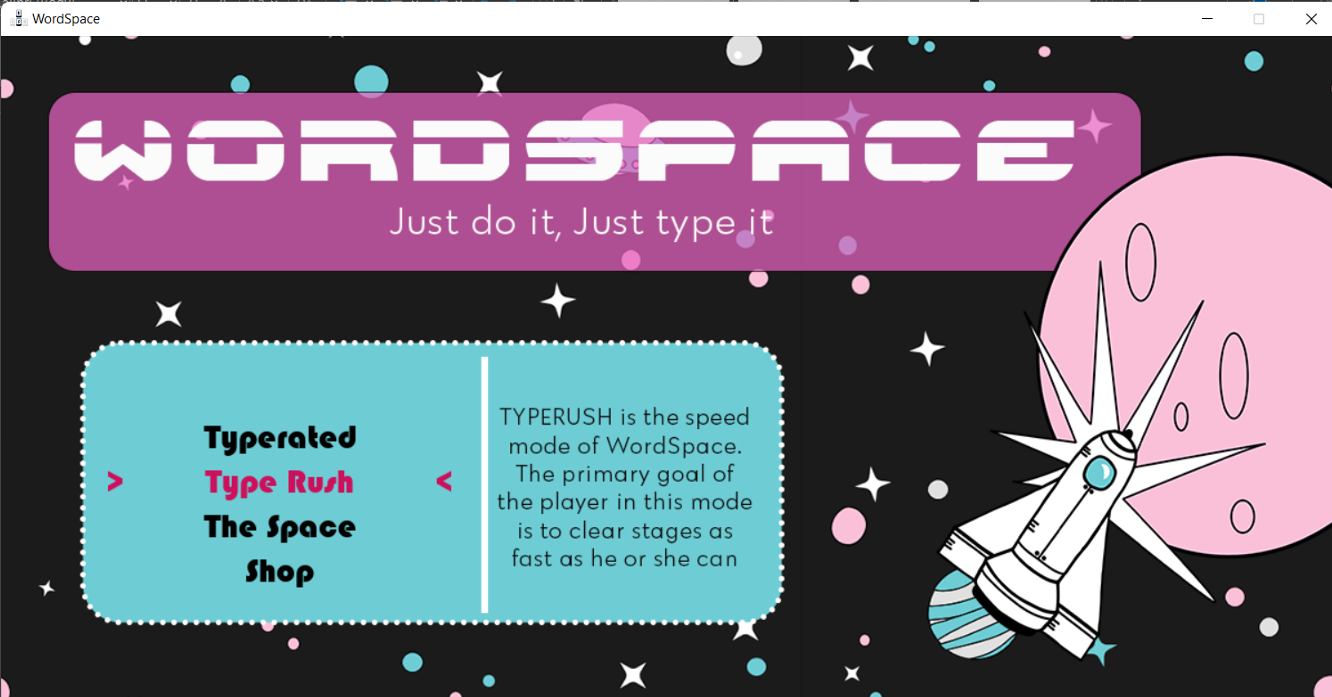 WordSpace
WORDSPACE
Just do it, Just type it
Typerated
> Type Rush <
The Space
Shop
TYPERUSH is the speed
mode of WordSpace.
The primary goal of
the player in this mode
is to clear stages as
fast as he or she can